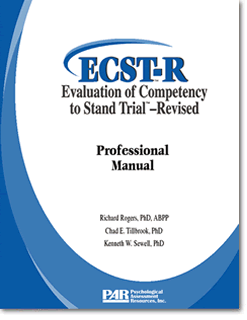 ECST-R
Evaluation of Competency
to Stand Trial™–Revised
Professional
Manual
Richard Rogers, PhD, ABPP
Chad E. Tillbrook, PhD
Kenneth W. Sewell, PhD
PAR Psychological
Assessment
Resources, Inc.